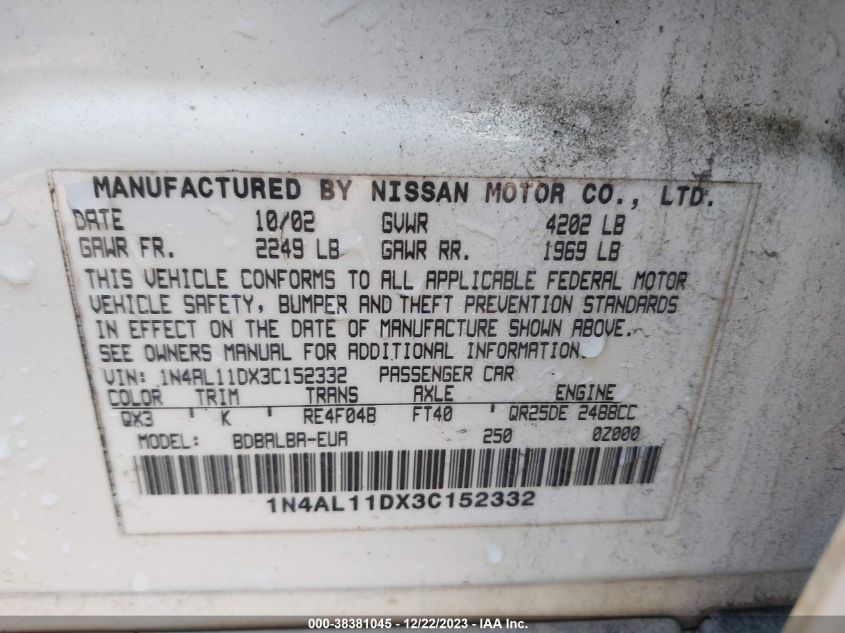 MANUFACTURED BY NISSAN MOTOR CO., LTD.
DATE 10/02 GVWR 4202 LB
GAWR FR. 2249 LB GAWR RR. 1969 LB
THIS VEHICLE CONFORMS TO ALL APPLICABLE FEDERAL MOTOR
VEHICLE SAFETY, BUMPER AND THEFT PREVENTION STANDARDS
IN EFFECT ON THE DATE OF MANUFACTURE SHOWN ABOVE.
SEE OWNERS MANUAL FOR ADDITIONAL INFORMATION.
VIN: 1N4AL11DX3C152332 PASSENGER CAR
COLOR TRIM TRANS AXLE ENGINE
QX3 K RE4F04B FT40 QR25DE 2488CC
MODEL: BDBALBA-EUA 250 0Z000
1N4AL11DX3C152332
000-38381045 - 12/22/2023 - IAA Inc.